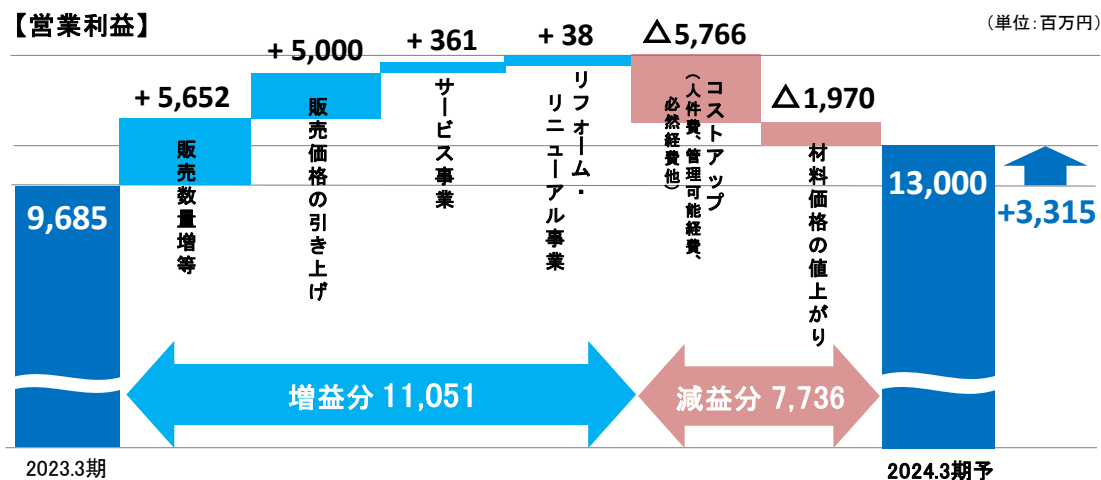 【営業利益】
（単位：百万円）
9,685
+ 5,652
販売数量増等
+ 5,000
販売価格の引き上げ
+ 361
サービス事業
+ 38
リフォーム・
リニューアル事業
△5,766
コストアップ
（人件費、管理可能経費、
必然経費他）
△1,970
材料価格の値上がり
13,000
+3,315
増益分 11,051
減益分 7,736
2023.3期
2024.3期予